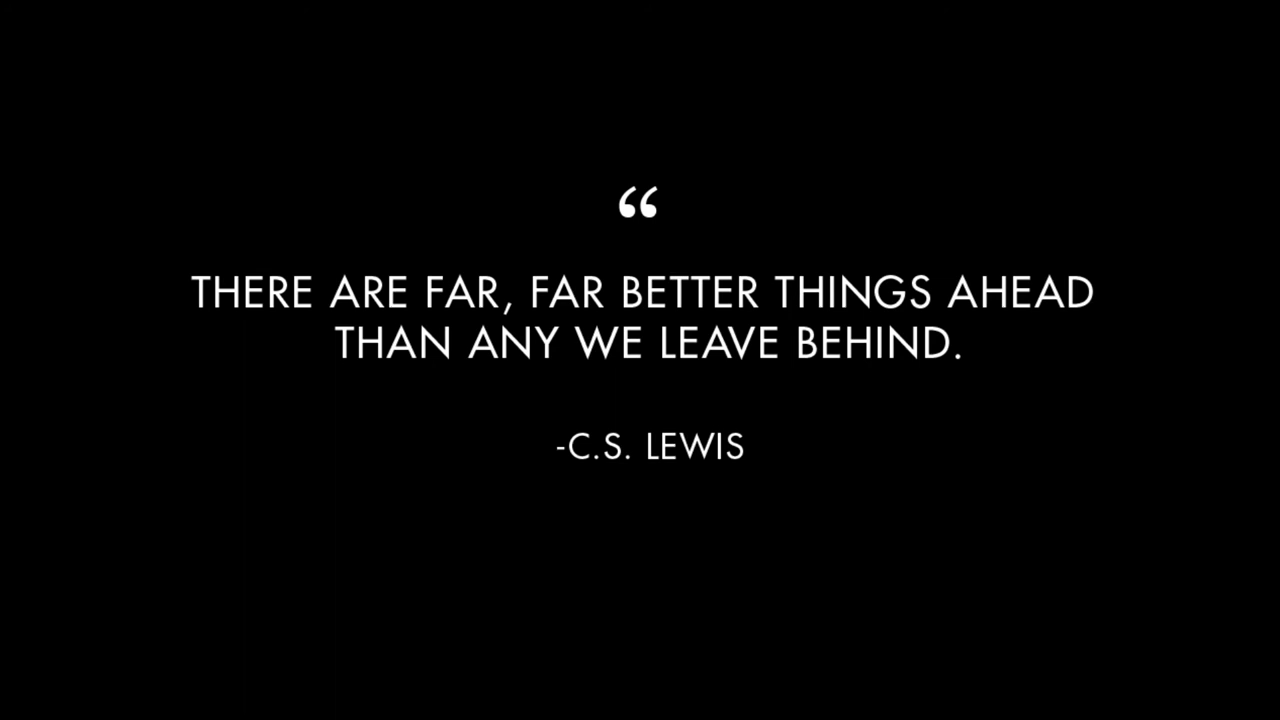 “
THERE ARE FAR, FAR BETTER THINGS AHEAD
THAN ANY WE LEAVE BEHIND.
-C.S. LEWIS